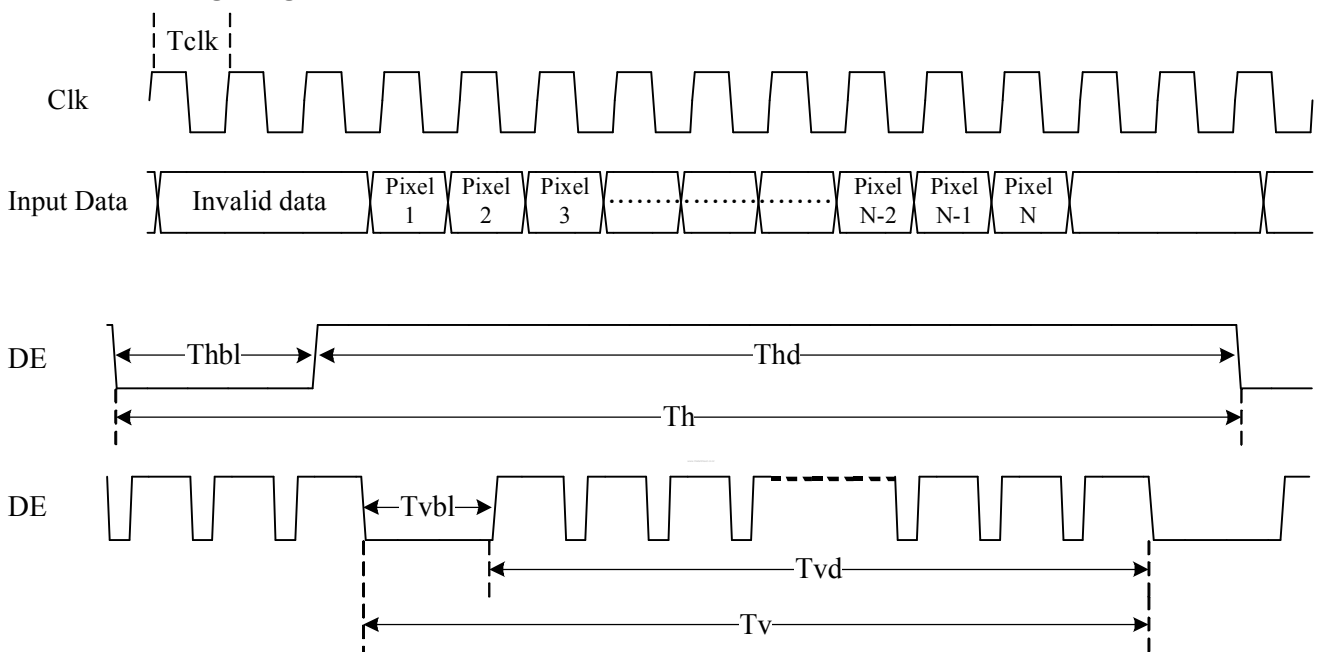 Tclk
Clk
Input Data
Invalid data
Pixel 1
Pixel 2
Pixel 3
Pixel N-2
Pixel N-1
Pixel N
DE
Thbl
Thd
Th
DE
Tvbl
Tvd
Tv